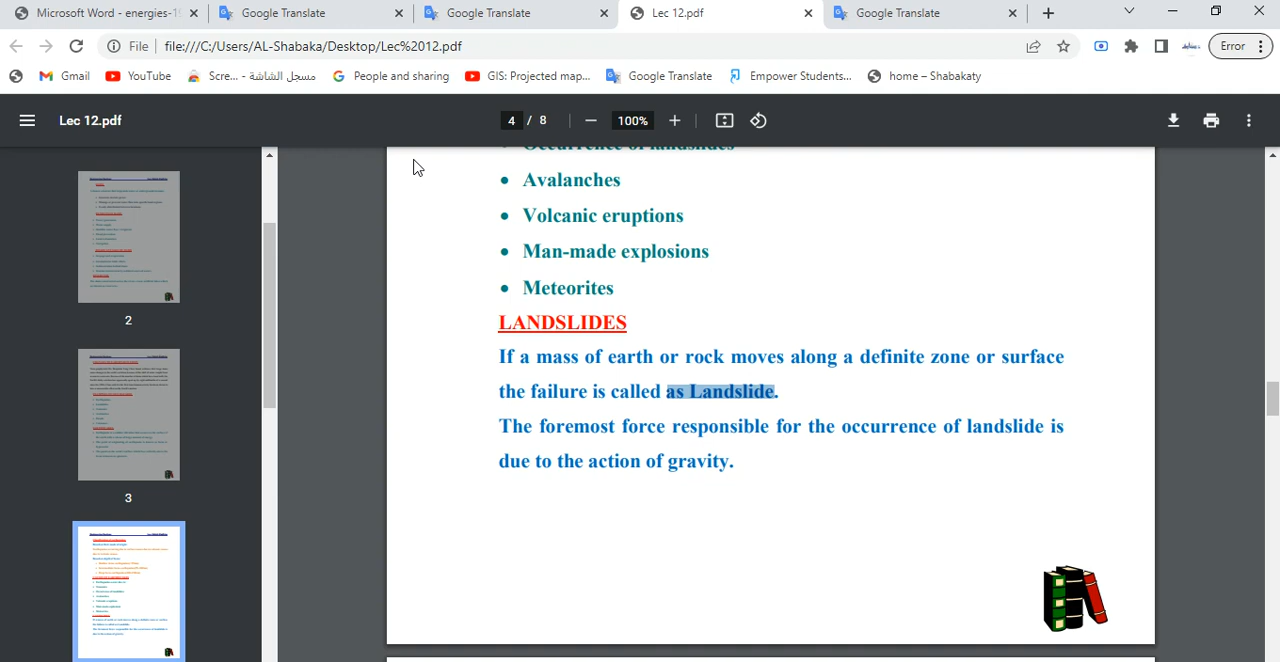 Microsoft Word - energies-1
Google Translate
Google Translate
Lec 12.pdf
Google Translate
File
file:///C:/Users/AL-Shabaka/Desktop/Lec%2012.pdf
Error
Gmail
YouTube
Scre... - مسجل الشاشة
People and sharing
GIS: Projected map...
Google Translate
Empower Students...
home – Shabakaty
Lec 12.pdf
4 / 8
100%
2
3
• Occurrence of landslides
• Avalanches
• Volcanic eruptions
• Man-made explosions
• Meteorites
LANDSLIDES
If a mass of earth or rock moves along a definite zone or surface
the failure is called as Landslide.
The foremost force responsible for the occurrence of landslide is
due to the action of gravity.